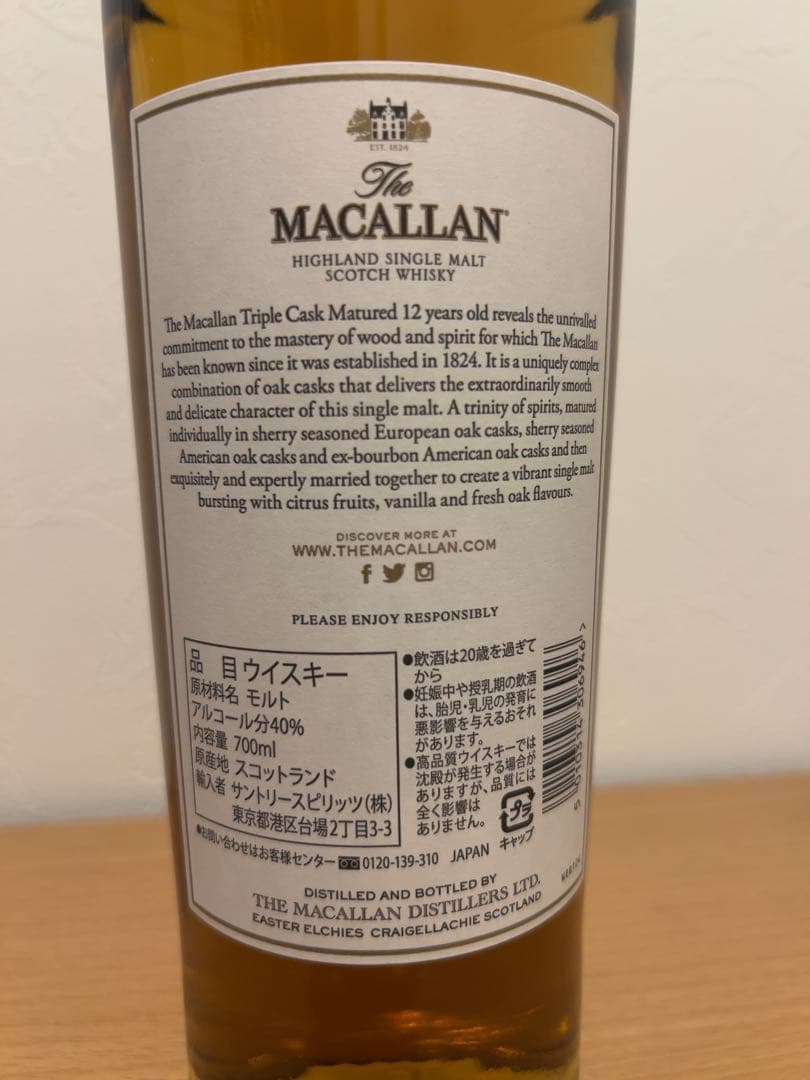 EST. 1824
The
MACALLAN
HIGHLAND SINGLE MALT
SCOTCH WHISKY
The Macallan Triple Cask Matured 12 years old reveals the unrivalled
commitment to the mastery of wood and spirit for which The Macallan
has been known since it was established in 1824. It is a uniquely complex
combination of oak casks that delivers the extraordinarily smooth
and delicate character of this single malt. A trinity of spirits, matured
individually in sherry seasoned European oak casks, sherry seasoned
American oak casks and ex-bourbon American oak casks and then
exquisitely and expertly married together to create a vibrant single malt
bursting with citrus fruits, vanilla and fresh oak flavours.
DISCOVER MORE AT
WWW.THEMACALLAN.COM
PLEASE ENJOY RESPONSIBLY
品 目 ウイスキー
原材料名 モルト
アルコール分40%
内容量 700ml
原産地 スコットランド
輸入者 サントリースピリッツ(株)
東京都港区台場2丁目3-3
●飲酒は20歳を過ぎて
から
●妊娠中や授乳期の飲酒
は、胎児・乳児の発育に
悪影響を与えるおそれ
があります。
●高品質ウイスキーでは
沈殿が発生する場合が
ありますが、品質には
全く影響は
ありません。
プラ
キャップ
●お問い合わせはお客様センター 0120-139-310 JAPAN
DISTILLED AND BOTTLED BY
THE MACALLAN DISTILLERS LTD.
EASTER ELCHIES CRAIGELLACHIE SCOTLAND